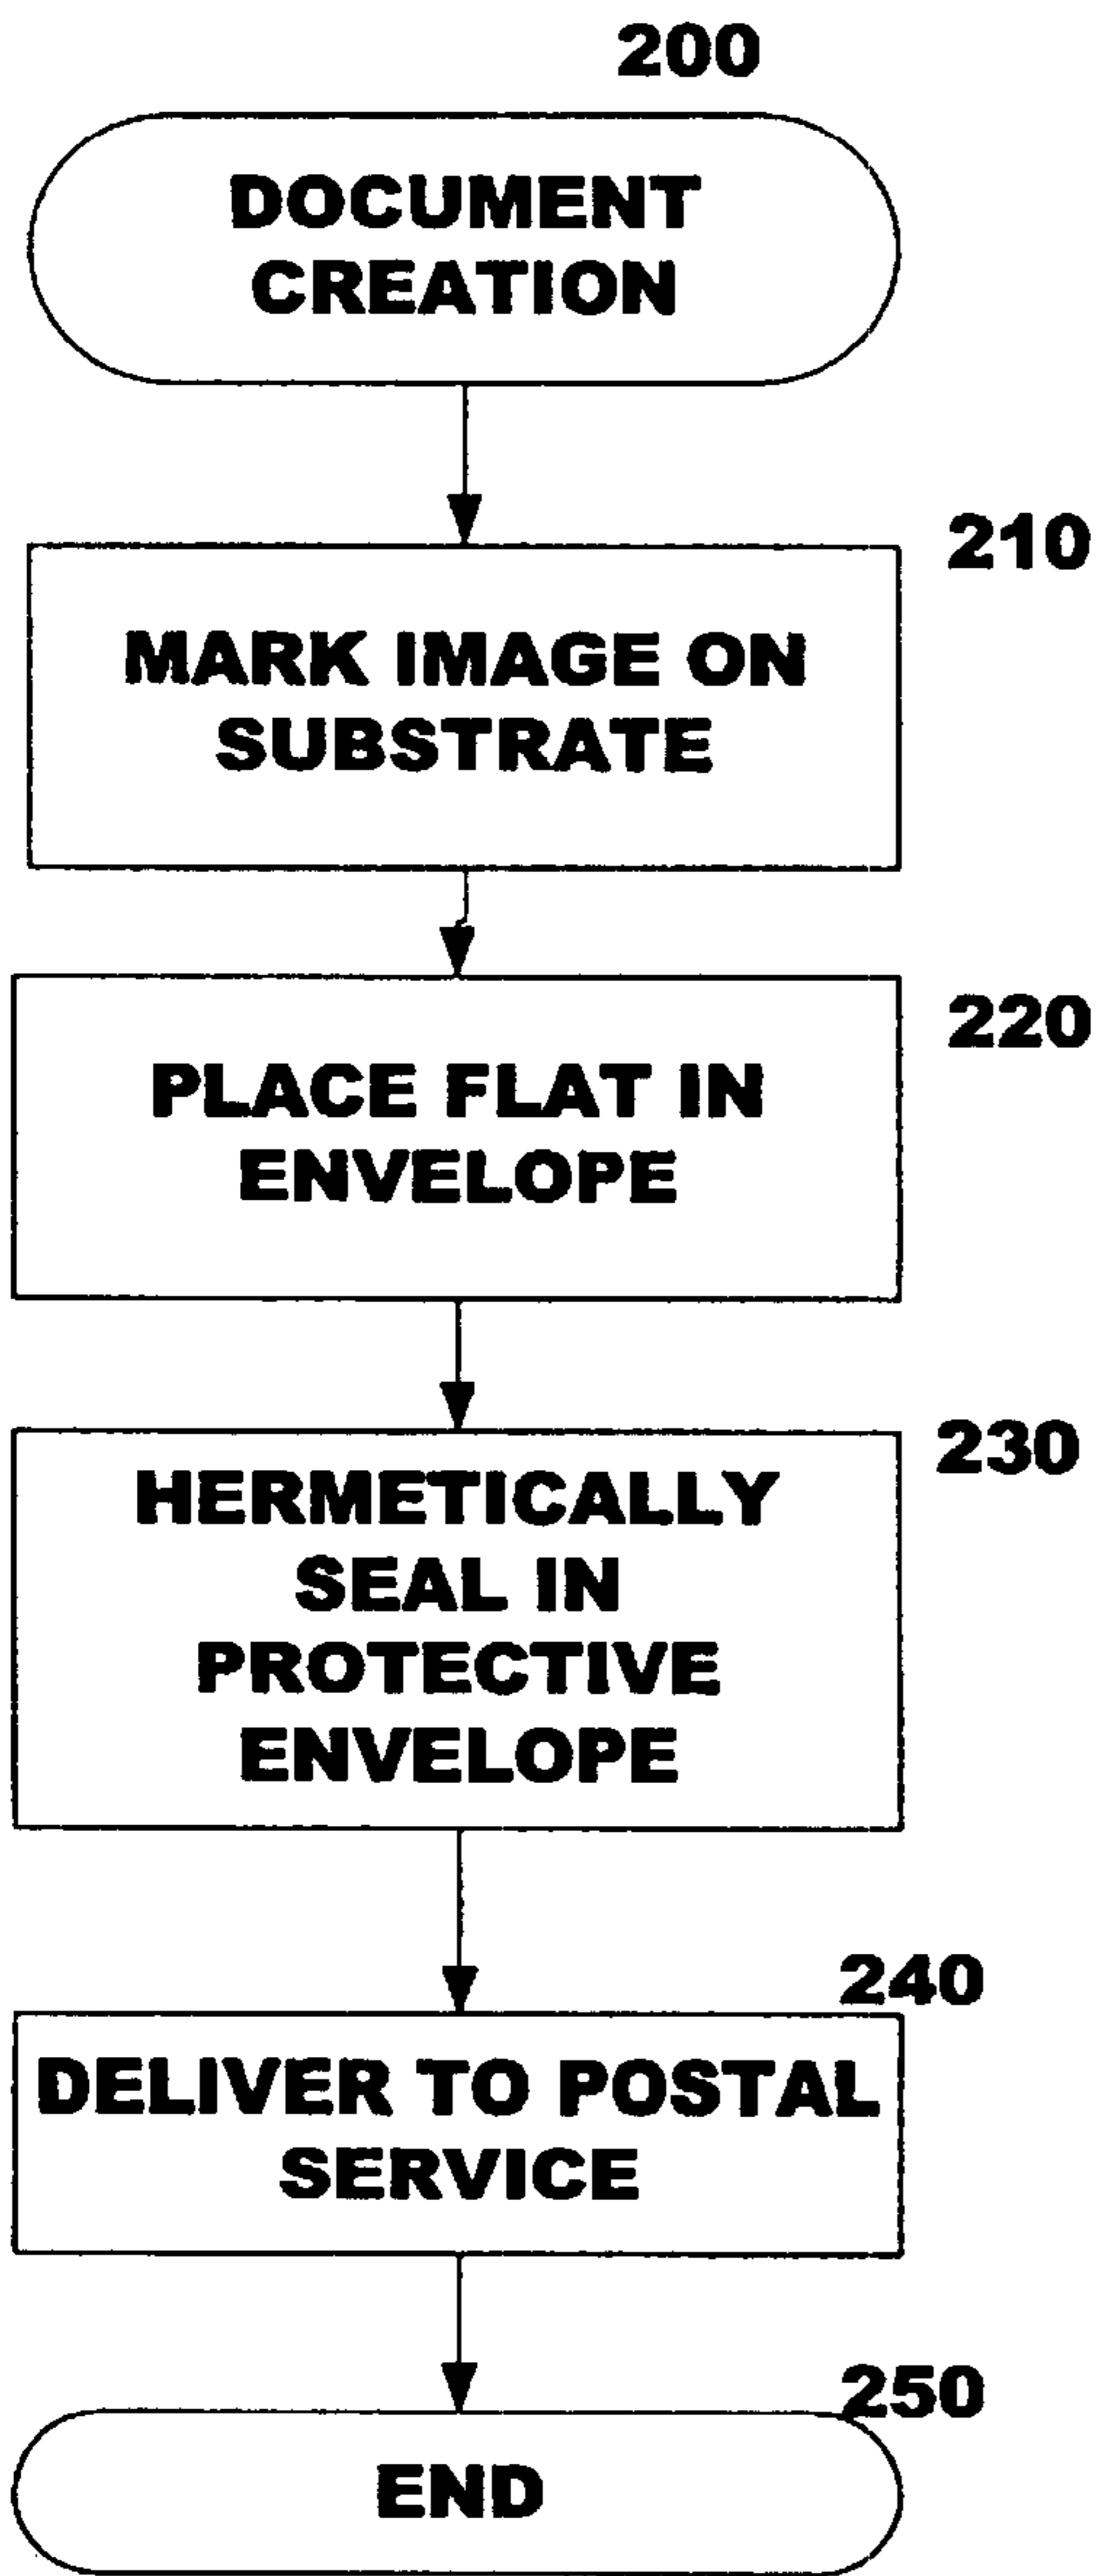 200
DOCUMENT
CREATION
210
MARK IMAGE ON
SUBSTRATE
220
PLACE FLAT IN
ENVELOPE
230
HERMETICALLY
SEAL IN
PROTECTIVE
ENVELOPE
240
DELIVER TO POSTAL
SERVICE
250
END